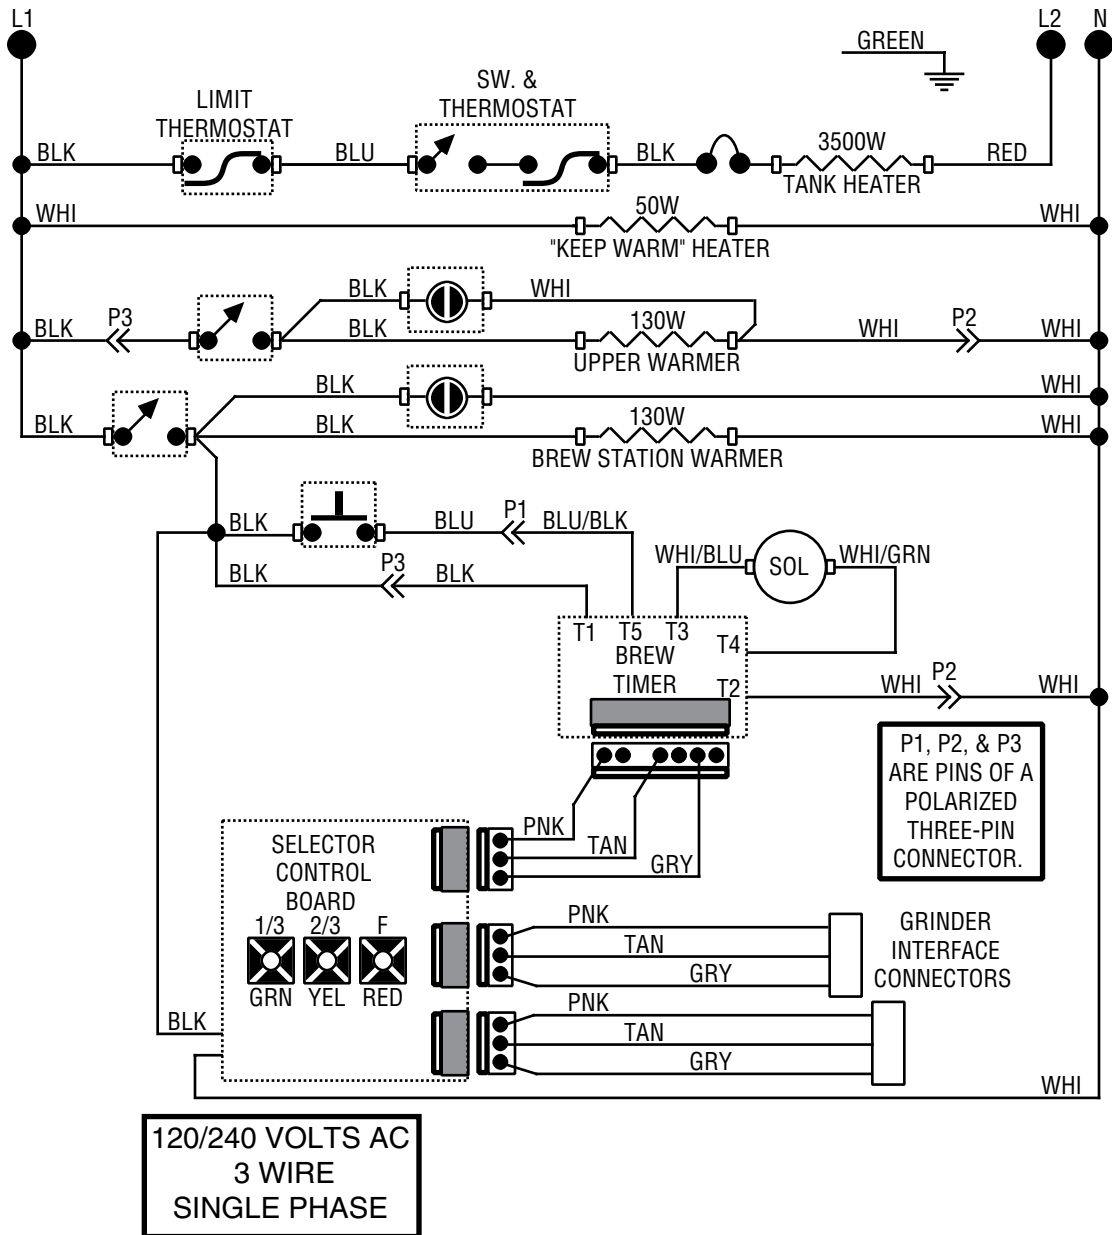 L1
L2 N
GREEN
SW. &
THERMOSTAT
LIMIT
THERMOSTAT
BLK BLU BLK 3500W RED
TANK HEATER
WHI 50W WHI
"KEEP WARM" HEATER
BLK WHI
BLK P3 BLK 130W WHI P2 WHI
UPPER WARMER
BLK WHI
BLK BLK 130W WHI
BREW STATION WARMER
BLK BLU P1 BLU/BLK
WHI/BLU SOL WHI/GRN
BLK P3 BLK
T1 T5 T3 T4
BREW
TIMER T2
WHI P2 WHI
P1, P2, & P3
ARE PINS OF A
POLARIZED
THREE-PIN
CONNECTOR.
PNK
TAN
GRY
SELECTOR
CONTROL
BOARD
1/3 2/3 F
GRN YEL RED
PNK
TAN
GRY
GRINDER
INTERFACE
CONNECTORS
PNK
TAN
GRY
BLK
WHI
120/240 VOLTS AC
3 WIRE
SINGLE PHASE